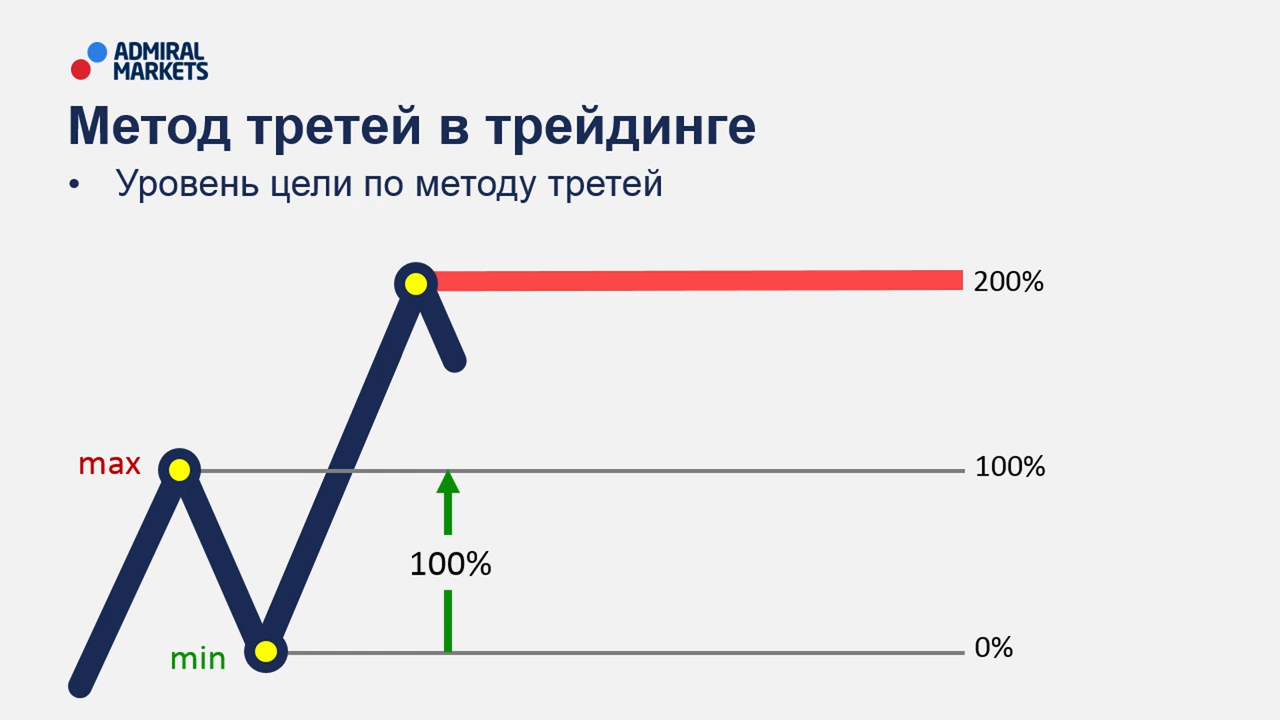 ADMIRAL
MARKETS
Метод третей в трейдинге
• Уровень цели по методу третей
200%
max
100%
100%
min
0%